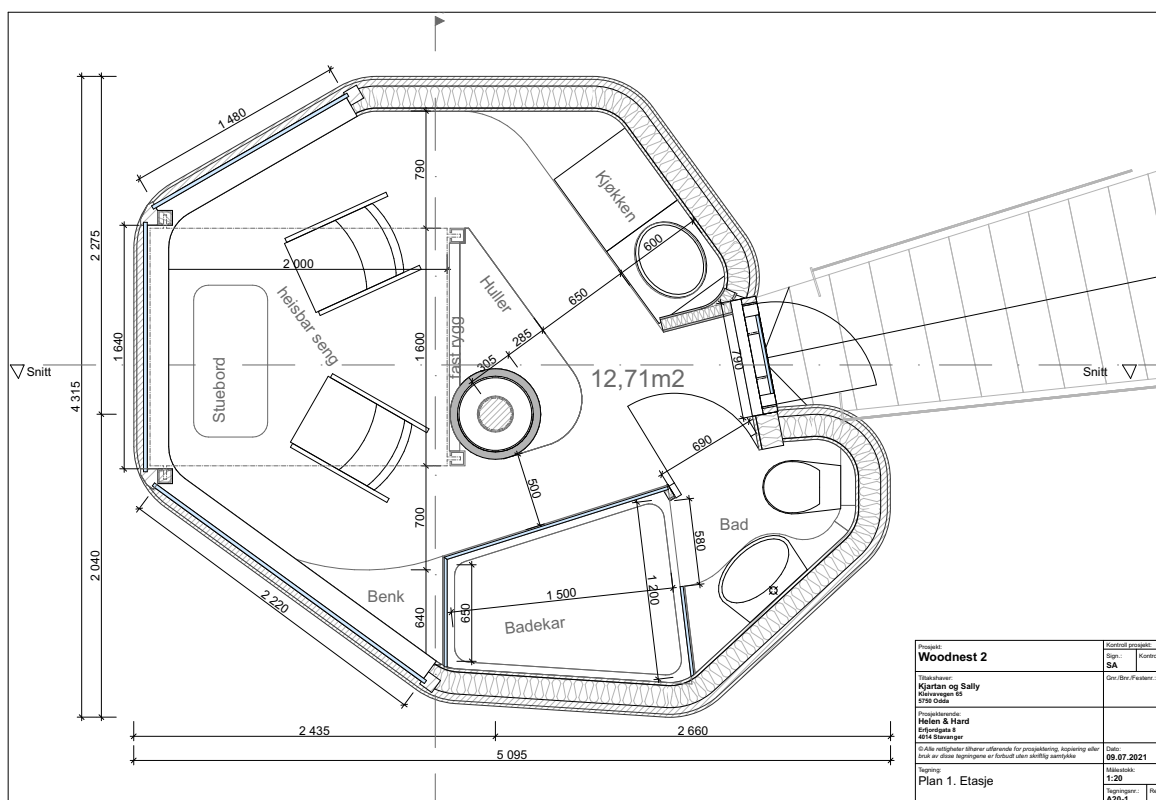 1 480
790
2 275
1 640
4 315
2 040
2 000
heisbar seng
Stuebord
1 600
fast rygg
Huller
305
285
650
600
Kjøkken
12,71m2
790
690
500
700
640
650
1 500
1 200
580
Bad
Badekar
Benk
2 220
2 435
2 660
5 095
Snitt
Snitt
Prosjekt:
Woodnest 2
Kontroll prosjekt:
Sign.:
SA
Tiltakshaver:
Kjartan og Sally
Kleivavegen 65
5750 Odda
Gnr./Bnr./Festenr.:
Prosjekterende:
Helen & Hard
Erfjordgata 8
4014 Stavanger
©Alle rettigheter tilhører utførende for prosjektering, kopiering eller
bruk av disse tegningene er forbudt uten skriftlig samtykke
Dato:
09.07.2021
Tegning:
Plan 1. Etasje
Målestokk:
1:20
Tegningsnr.:
A20-1